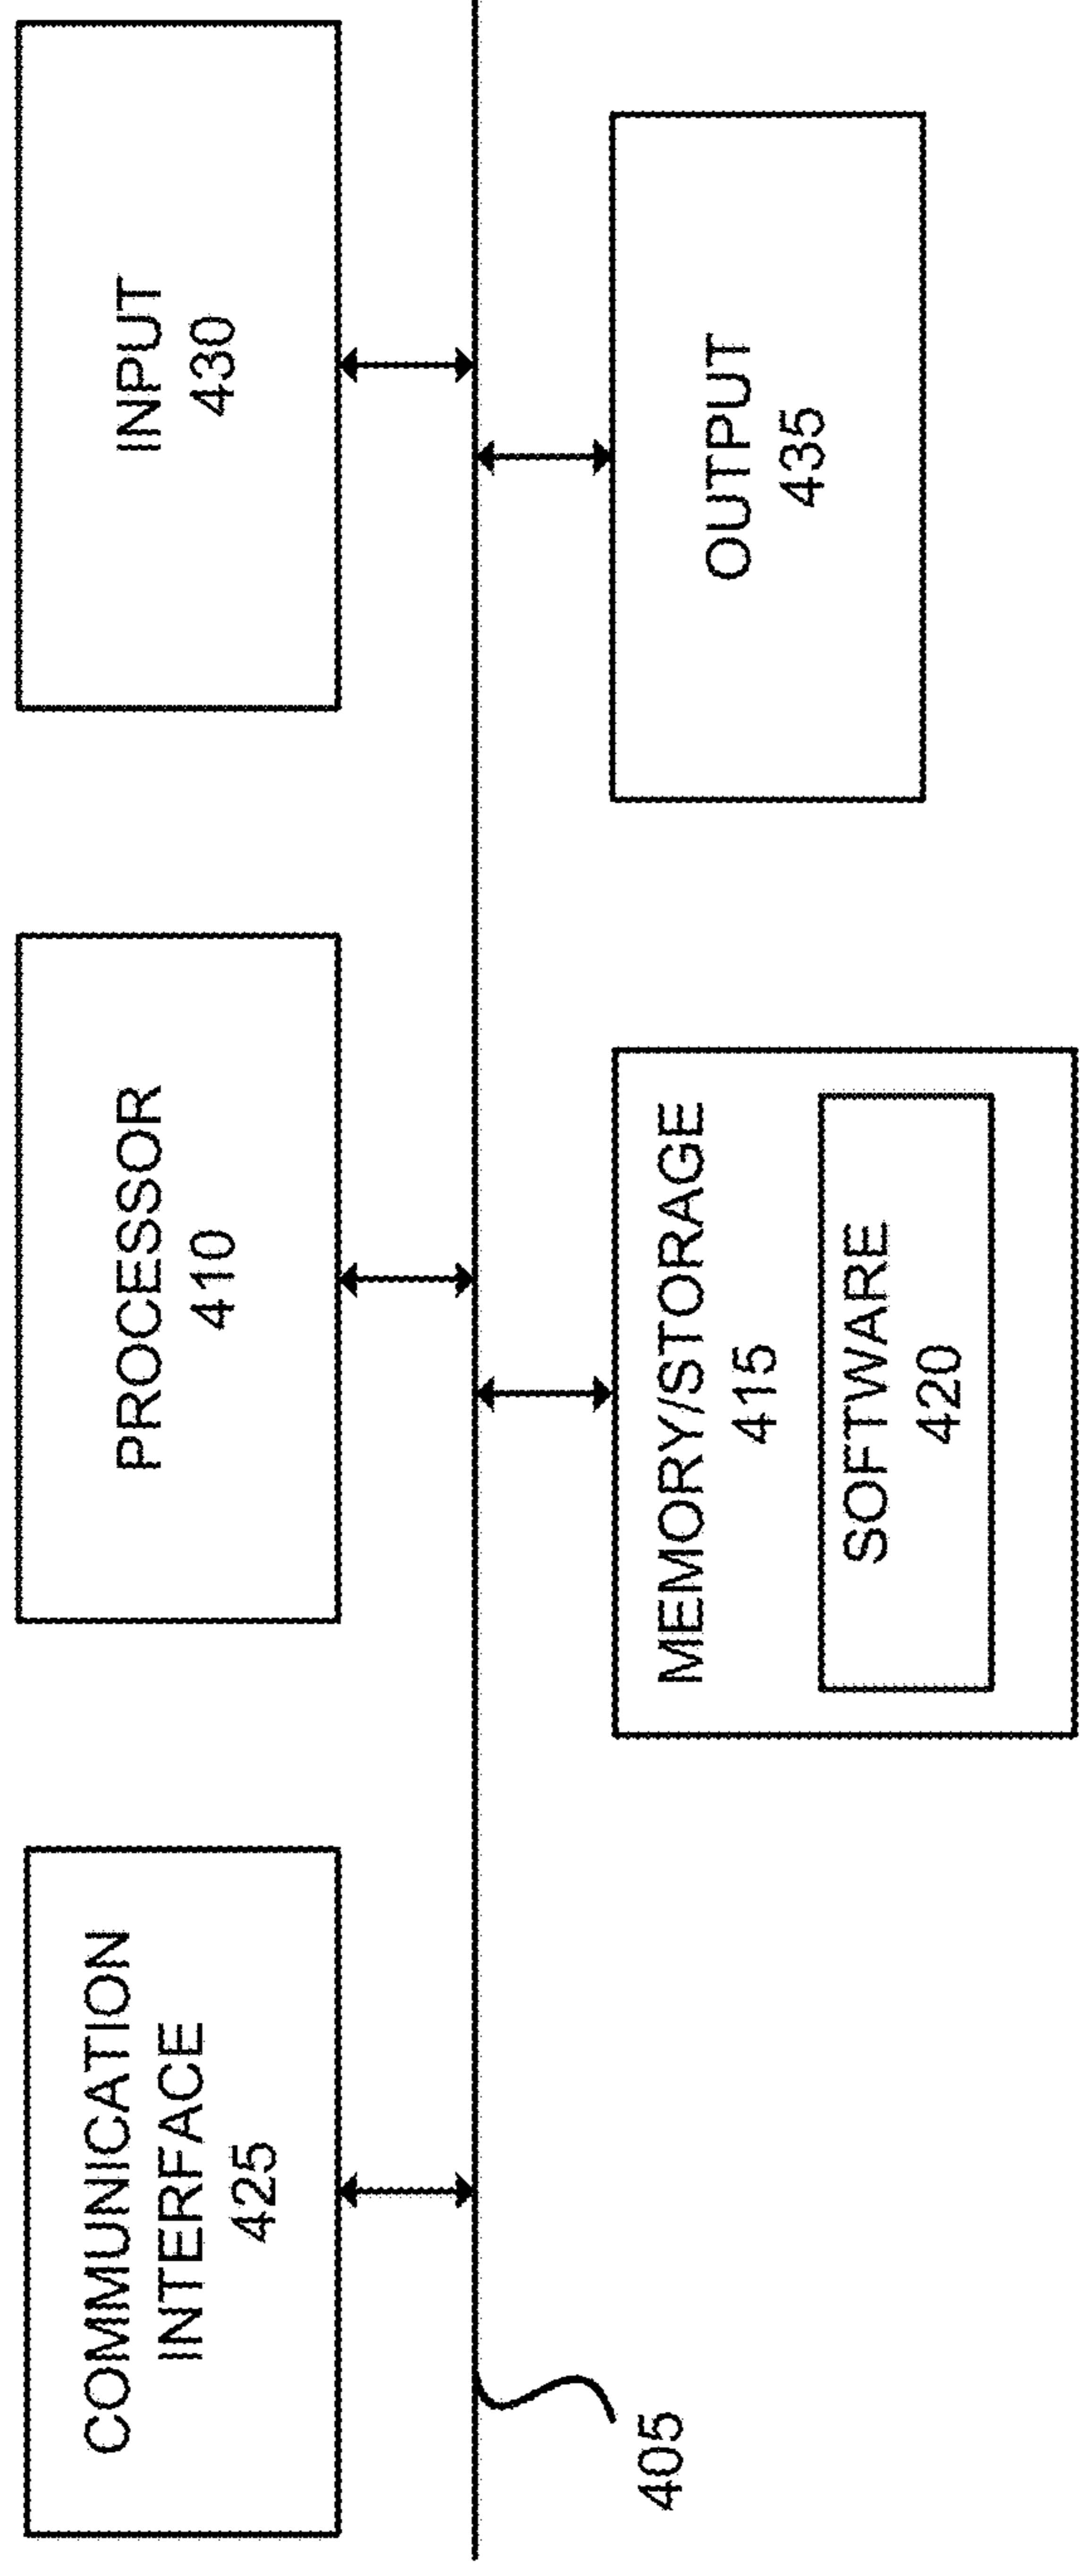 COMMUNICATION
INTERFACE
425
PROCESSOR
410
INPUT
430
405
MEMORY/STORAGE
415
SOFTWARE
420
OUTPUT
435